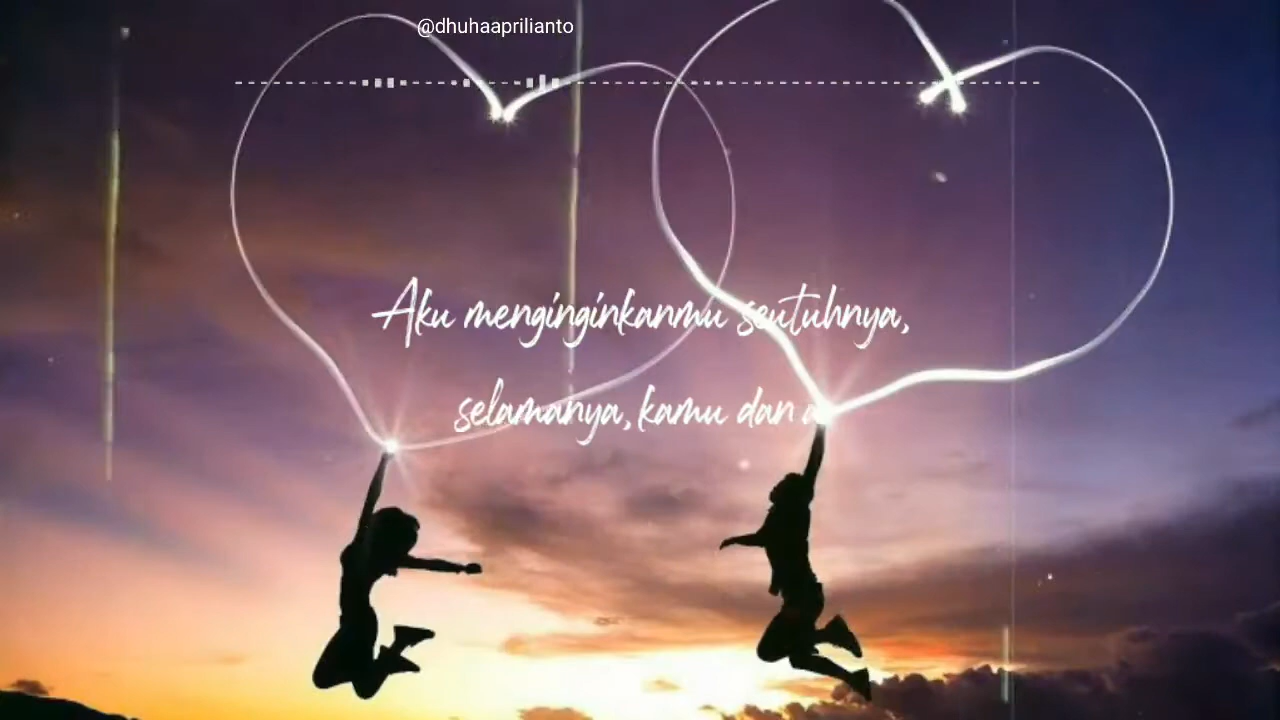 @dhuhaaprilianto
Aku menginginkanmu seutuhnya,
selamanya, kamu dan